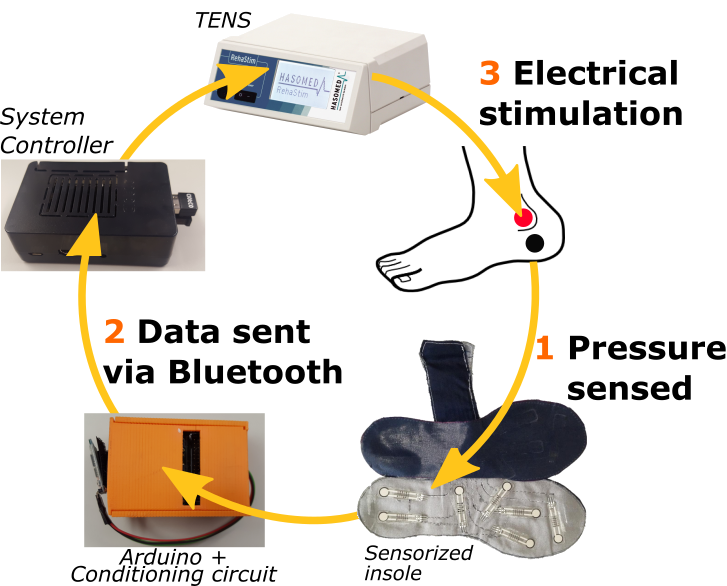 TENS
RehaStim
HASOMED
RehaStim
HASOMED
3 Electrical
stimulation
System
Controller
2 Data sent
via Bluetooth
1 Pressure
sensed
Arduino +
Conditioning circuit
Sensorized
insole